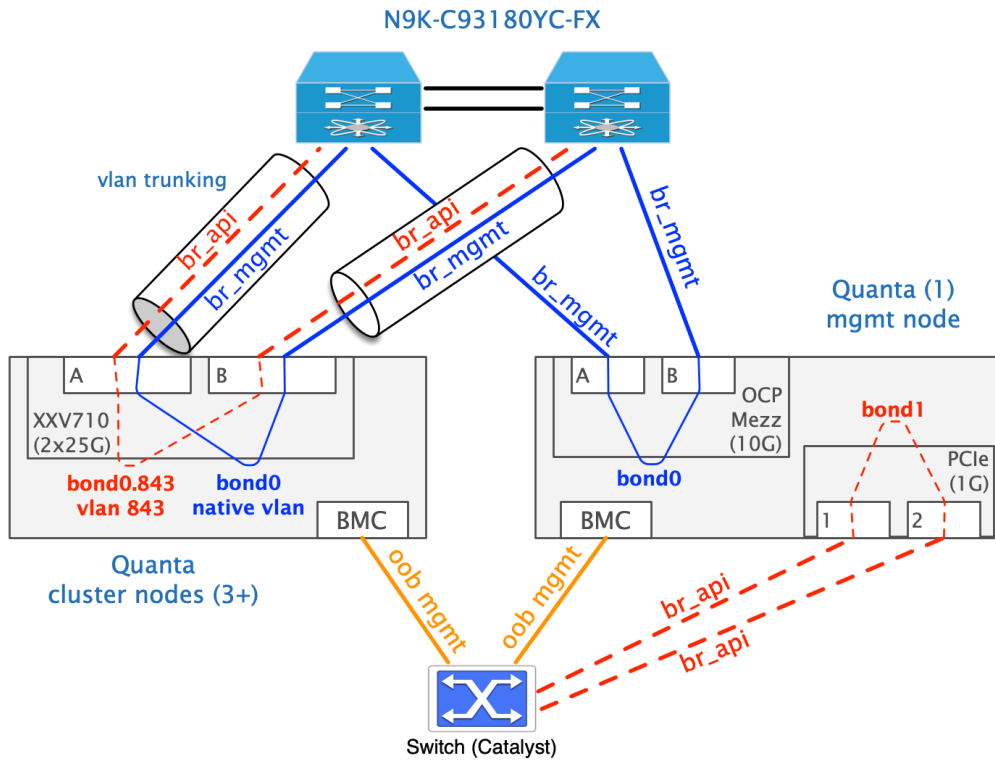 N9K-C93180YC-FX
vlan trunking
br_api
br_mgmt
br_api
br_mgmt
br_mgmt
br_mgmt
Quanta (1)
mgmt node
A
B
XXV710
(2x25G)
bond0.843
vlan 843
bond0
native vlan
BMC
A
B
OCP
Mezz
(10G)
bond0
bond1
PCIe
(1G)
1
2
BMC
Quanta
cluster nodes (3+)
oob mgmt
oob mgmt
br_api
br_api
Switch (Catalyst)